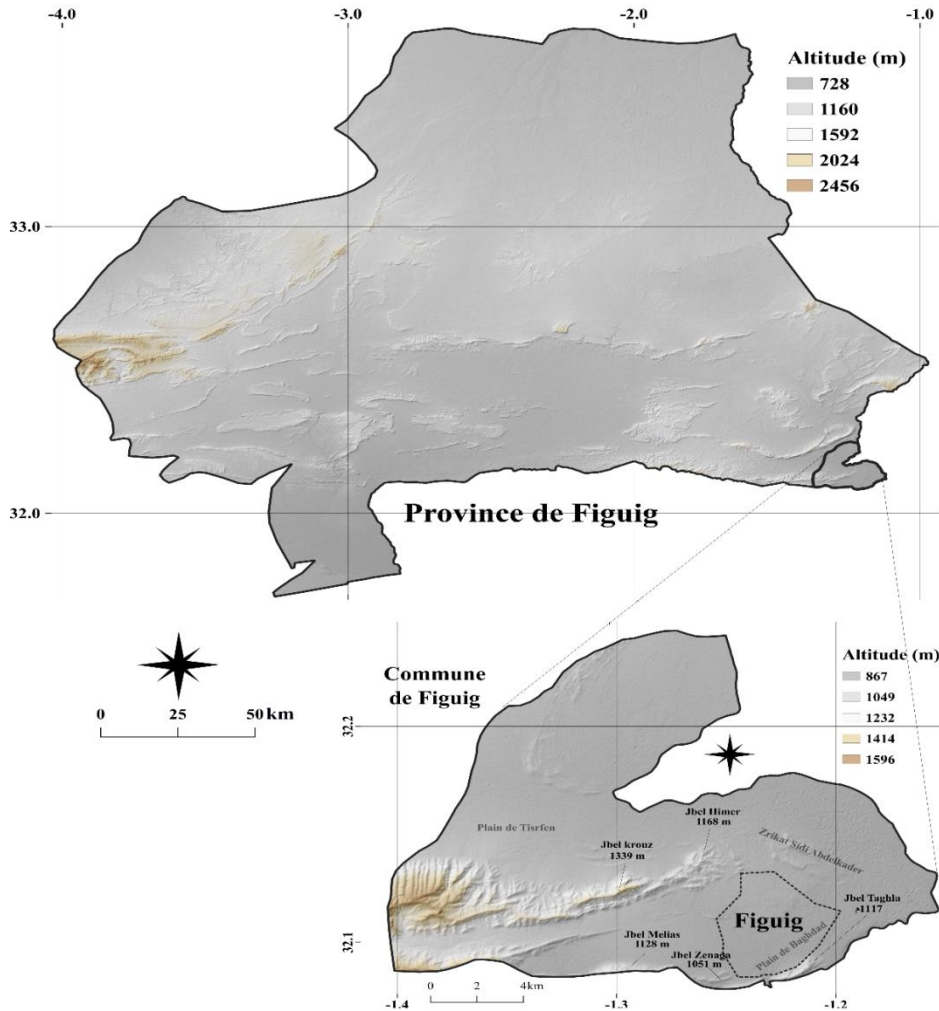 -4.0 -3.0 -2.0 -1.0
Altitude (m)
728
1160
1592
2024
2456
33.0
32.0
Province de Figuig
0 25 50 km
Commune
de Figuig
Altitude (m)
867
1049
1232
1414
1596
32.2
Plain de Tisrfen
Jbel Himer
1168 m
Jbel krouz
1339 m
Zrikat Sidi Abdelkader
Jbel Taghla
1117
Figuig
32.1
Jbel Melias
1128 m
Plain de Baghdad
Jbel Zenaga
1051 m
0 2 4km
-1.4 -1.3 -1.2